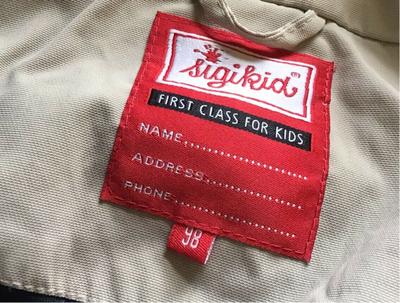 sigikid®
FIRST CLASS FOR KIDS
NAME..................
ADDRESS...............
PHONE.................
98